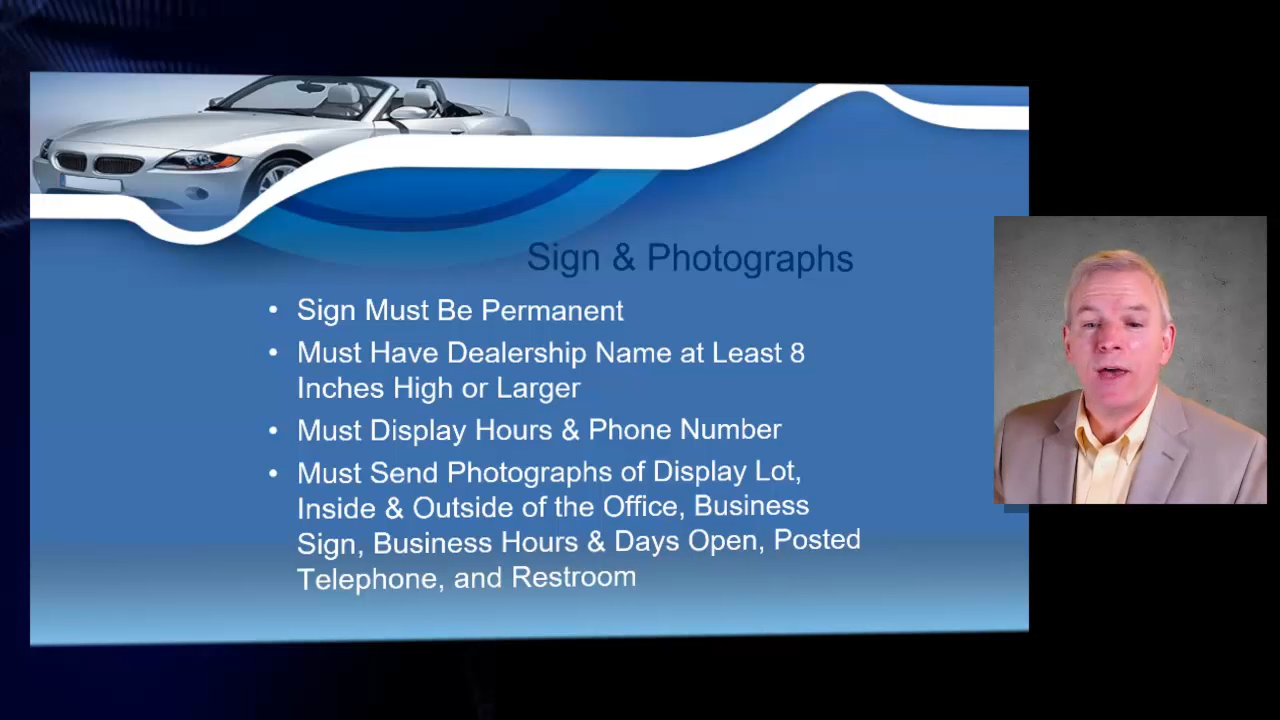 Sign & Photographs
• Sign Must Be Permanent
• Must Have Dealership Name at Least 8
Inches High or Larger
• Must Display Hours & Phone Number
• Must Send Photographs of Display Lot,
Inside & Outside of the Office, Business
Sign, Business Hours & Days Open, Posted
Telephone, and Restroom